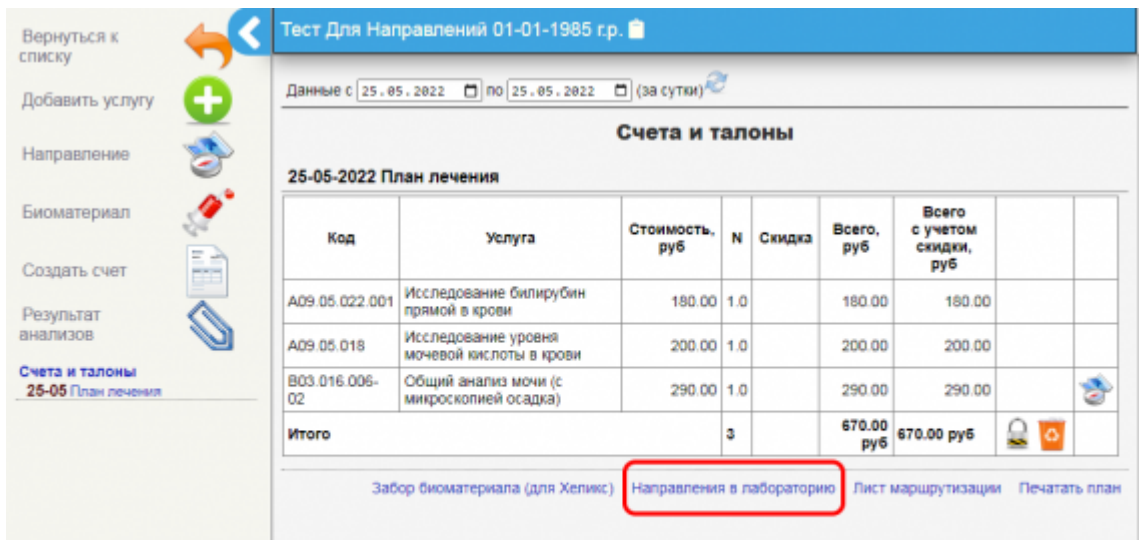 Вернуться к
списку
Добавить услугу
Направление
Биоматериал
Создать счет
Результат
анализов
Счета и талоны
25-05 План лечения
Тест Для Направлений 01-01-1985 г.р.
Данные с 25.05.2022 по 25.05.2022 (за сутки)
Счета и талоны
25-05-2022 План лечения
Код Услуга Стоимость, руб N Скидка Всего, руб Всего с учетом скидки, руб
A09.05.022.001 Исследование билирубин прямой в крови 180.00 1.0 180.00 180.00
A09.05.018 Исследование уровня мочевой кислоты в крови 200.00 1.0 200.00 200.00
B03.016.006-02 Общий анализ мочи (с микроскопией осадка) 290.00 1.0 290.00 290.00
Итого 3 670.00 руб 670.00 руб
Забор биоматериала (для Хеликс) Направления в лабораторию Лист маршрутизации Печатать план